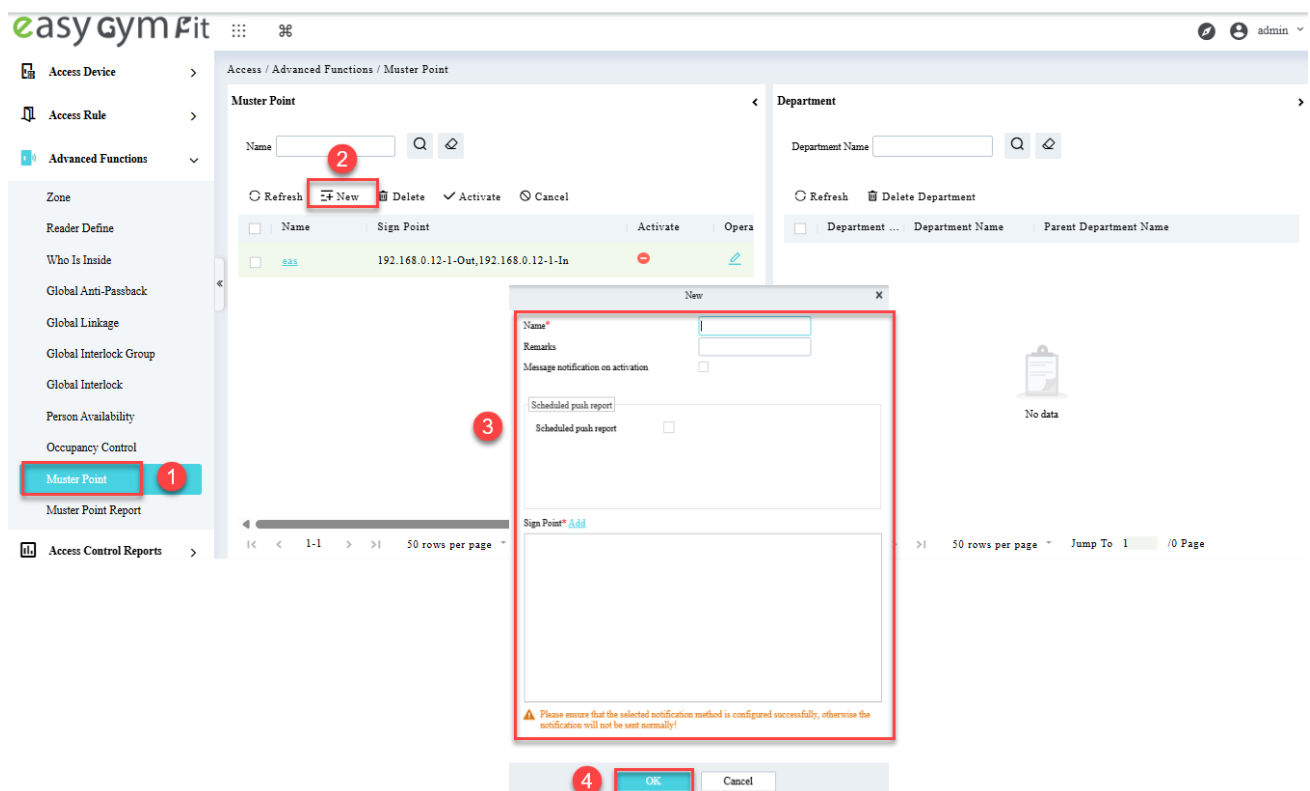 easy Gym Fit
admin
Access Device
Access Rule
Advanced Functions
Zone
Reader Define
Who Is Inside
Global Anti-Passback
Global Linkage
Global Interlock Group
Global Interlock
Person Availability
Occupancy Control
Muster Point
1
Muster Point Report
Access Control Reports
Access / Advanced Functions / Muster Point
Muster Point
Name
2
Refresh New Delete Activate Cancel
Name Sign Point Activate Opera
eas 192.168.0.12-1-Out,192.168.0.12-1-In
1-1 50 rows per page
Department
Department Name
Refresh Delete Department
Department ... Department Name Parent Department Name
No data
50 rows per page Jump To 1 /0 Page
New
Name*
Remarks
Message notification on activation
Scheduled push report
3
Scheduled push report
Sign Point* Add
Please ensure that the selected notification method is configured successfully, otherwise the
notification will not be sent normally!
4
OK Cancel